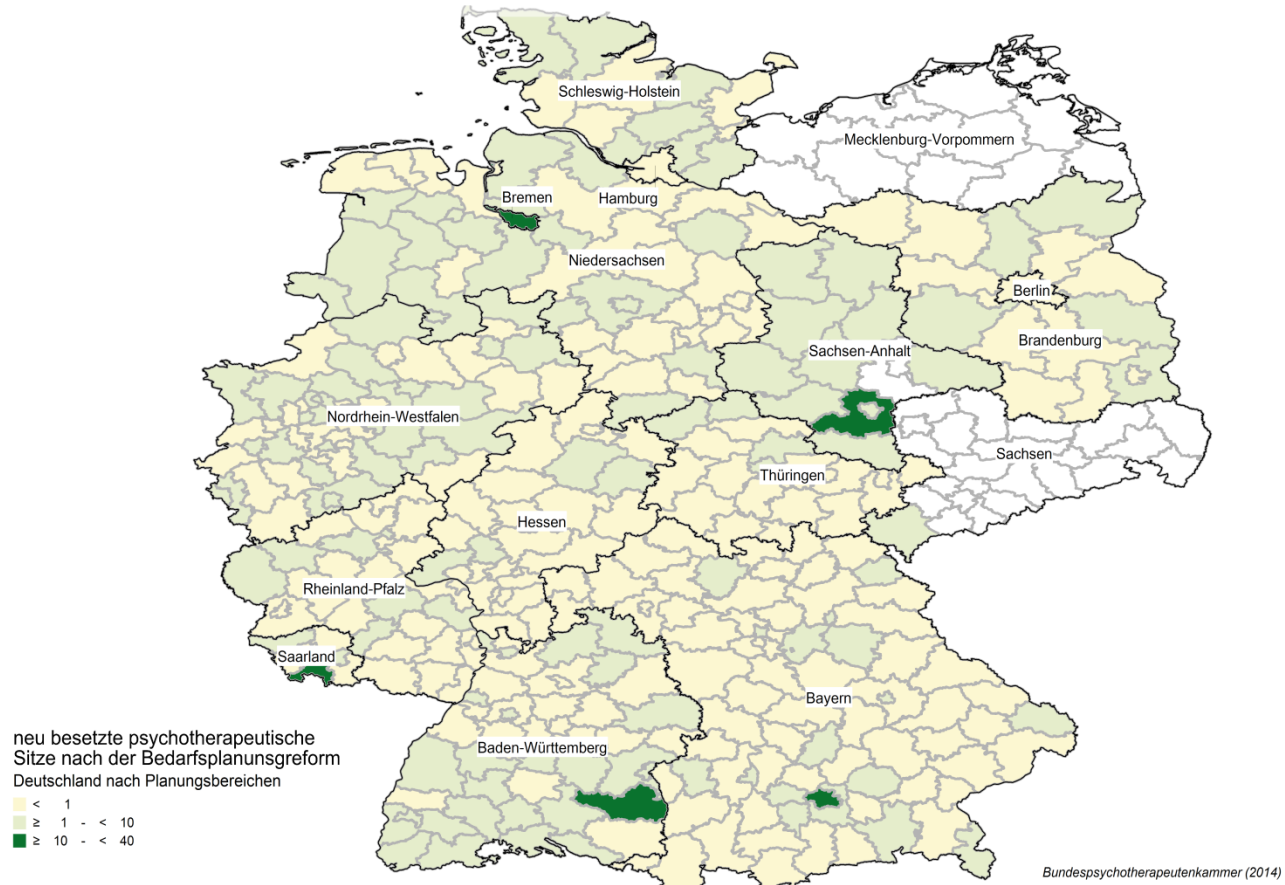 Schleswig-Holstein
Mecklenburg-Vorpommern
Bremen
Hamburg
Niedersachsen
Berlin
Brandenburg
Sachsen-Anhalt
Nordrhein-Westfalen
Sachsen
Thüringen
Hessen
Rheinland-Pfalz
Saarland
Bayern
Baden-Württemberg
neu besetzte psychotherapeutische
Sitze nach der Bedarfsplanunsgreform
Deutschland nach Planungsbereichen
< 1
≥ 1 - < 10
≥ 10 - < 40
Bundespsychotherapeutenkammer (2014)